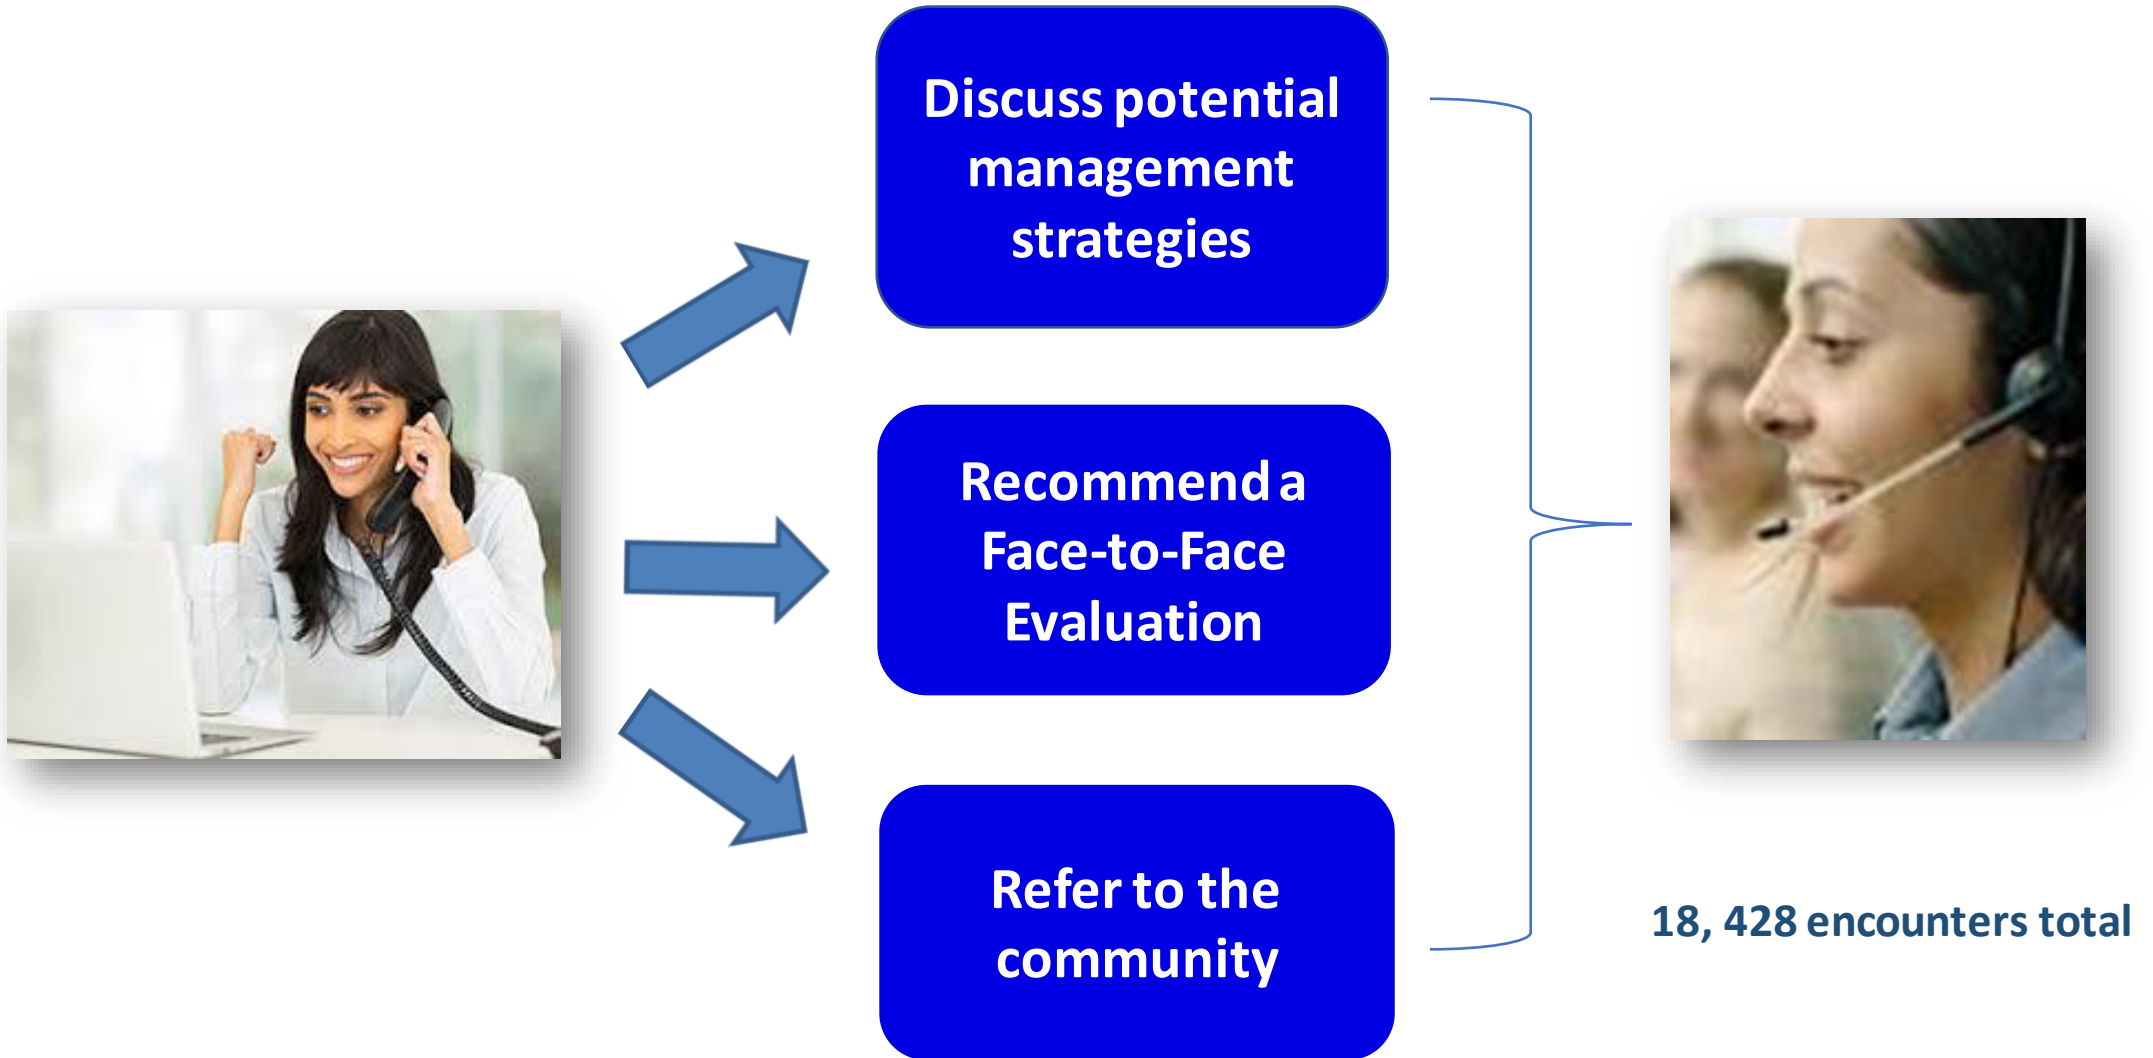 Discuss potential
management
strategies
Recommend a
Face-to-Face
Evaluation
Refer to the
community
18, 428 encounters total